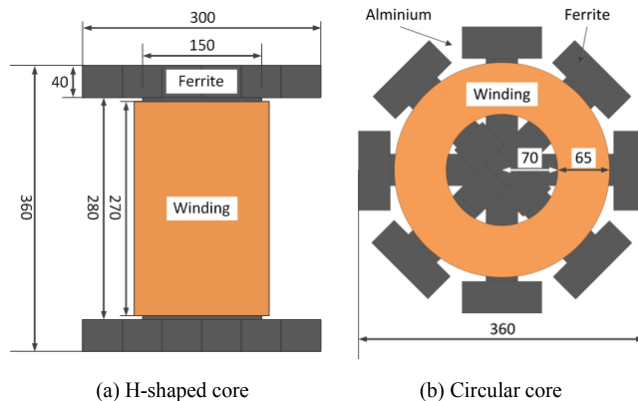 300
150
40
Ferrite
360
280
270
Winding
(a) H-shaped core
Alminium
Ferrite
Winding
70
65
360
(b) Circular core